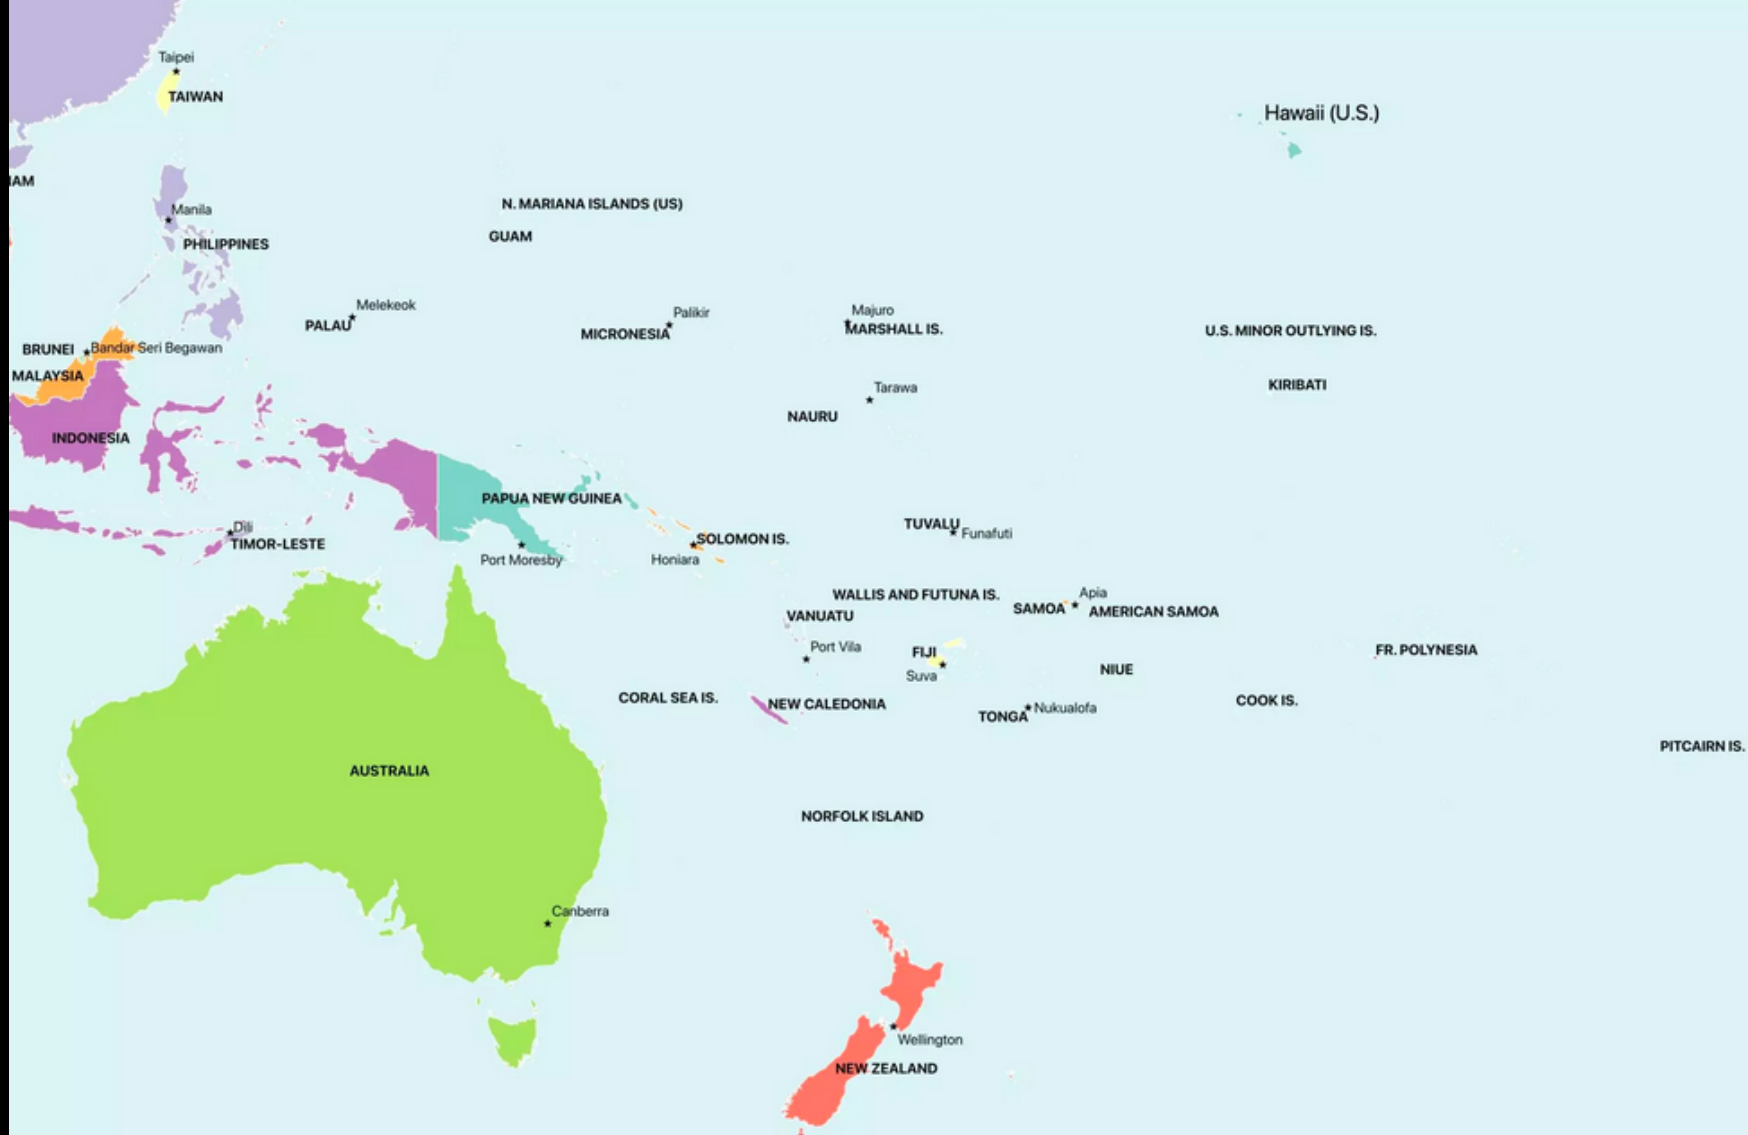 Taipei
TAIWAN
Hawaii (U.S.)
Manila
N. MARIANA ISLANDS (US)
GUAM
PHILIPPINES
Melekeok
PALAU
Palikir
MICRONESIA
Majuro
MARSHALL IS.
U.S. MINOR OUTLYING IS.
BRUNEI
Bandar Seri Begawan
MALAYSIA
KIRIBATI
Tarawa
NAURU
INDONESIA
PAPUA NEW GUINEA
Dili
TIMOR-LESTE
Port Moresby
SOLOMON IS.
Honiara
TUVALU
Funafuti
WALLIS AND FUTUNA IS.
Apia
SAMOA
AMERICAN SAMOA
VANUATU
Port Vila
FIJI
Suva
FR. POLYNESIA
NIUE
CORAL SEA IS.
NEW CALEDONIA
TONGA
Nukualofa
COOK IS.
PITCAIRN IS.
AUSTRALIA
NORFOLK ISLAND
Canberra
Wellington
NEW ZEALAND